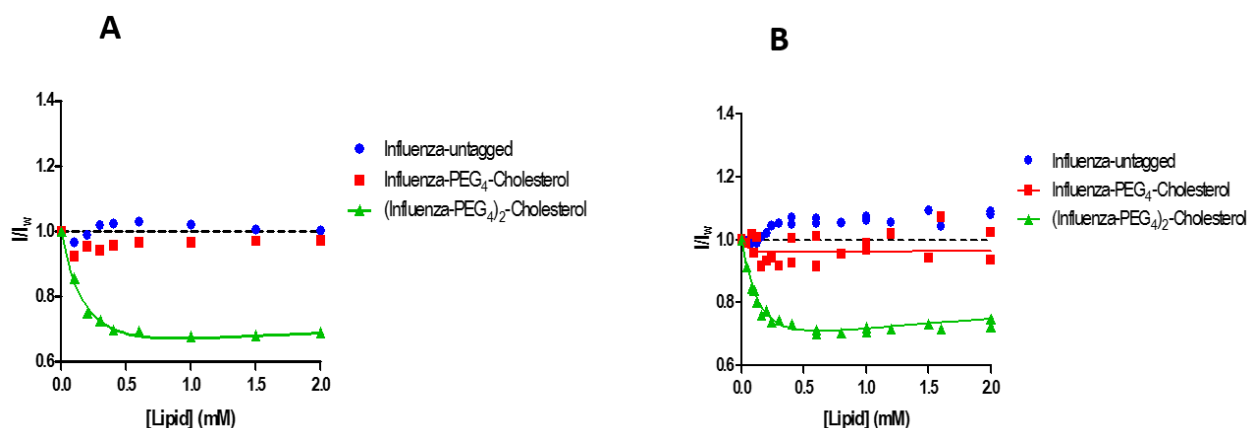 A
I/Iw
1.4
1.2
1.0
0.8
0.6
0.0 0.5 1.0 1.5 2.0
[Lipid] (mM)
Influenza-untagged
Influenza-PEG4-Cholesterol
(Influenza-PEG4)2-Cholesterol
B
I/Iw
1.4
1.2
1.0
0.8
0.6
0.0 0.5 1.0 1.5 2.0
[Lipid] (mM)
Influenza-untagged
Influenza-PEG4-Cholesterol
(Influenza-PEG4)2-Cholesterol